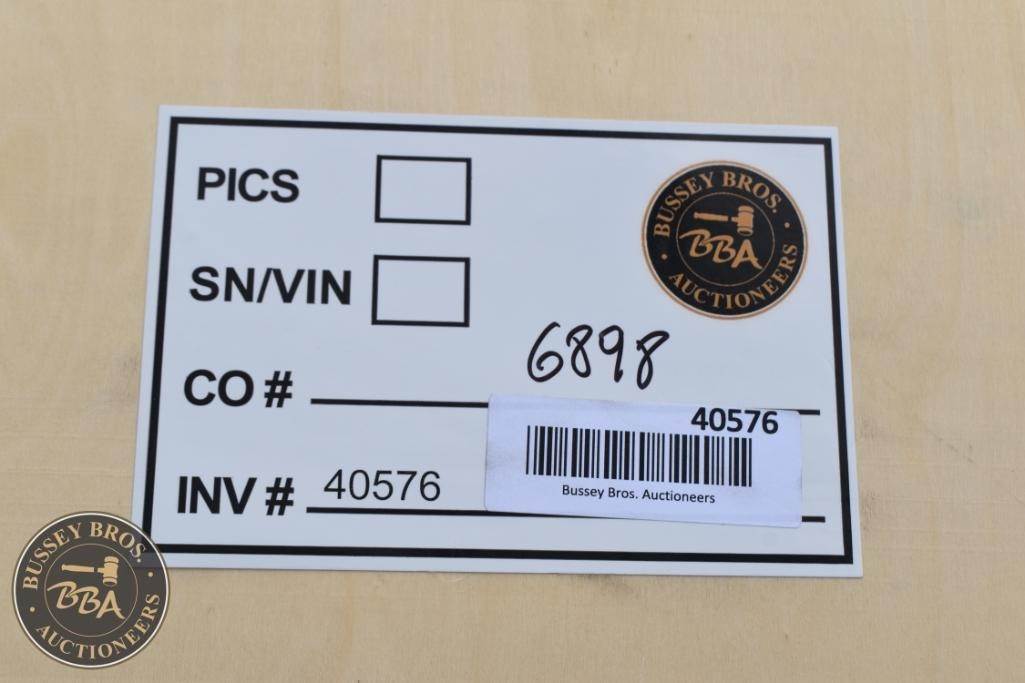 PICS
BUSSEY BROS.
BBA
AUCTIONEERS
SN/VIN
6898
CO #
40576
Bussey Bros. Auctioneers
INV # 40576
BUSSEY BROS.
BBA
AUCTIONEERS